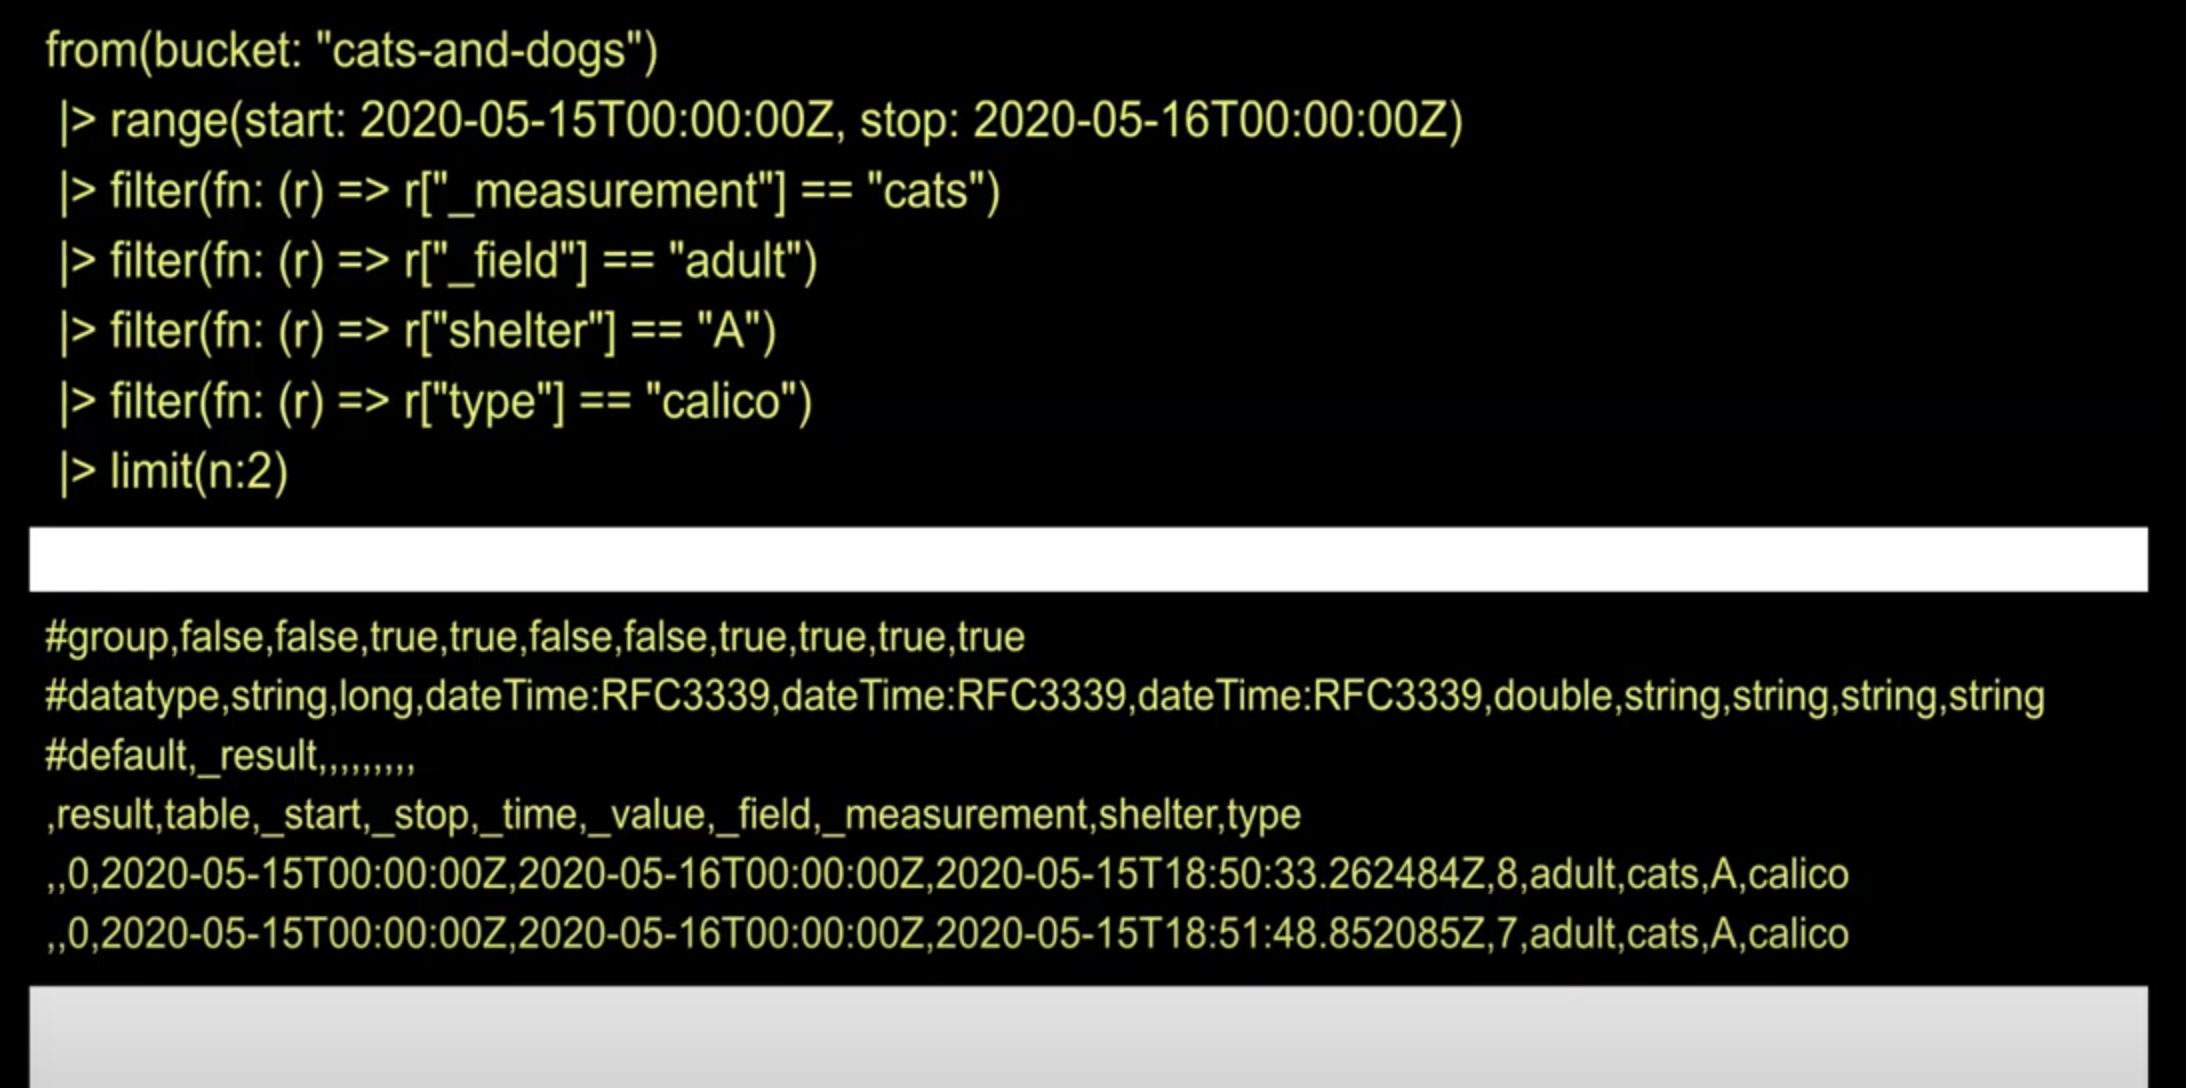 from(bucket: "cats-and-dogs")
|> range(start: 2020-05-15T00:00:00Z, stop: 2020-05-16T00:00:00Z)
|> filter(fn: (r) => r["_measurement"] == "cats")
|> filter(fn: (r) => r["_field"] == "adult")
|> filter(fn: (r) => r["shelter"] == "A")
|> filter(fn: (r) => r["type"] == "calico")
|> limit(n:2)
#group,false,false,true,true,false,false,true,true,true,true
#datatype,string,long,dateTime:RFC3339,dateTime:RFC3339,dateTime:RFC3339,double,string,string,string,string
#default,_result,,,,,,,,,
,result,table,_start,_stop,_time,_value,_field,_measurement,shelter,type
,,0,2020-05-15T00:00:00Z,2020-05-16T00:00:00Z,2020-05-15T18:50:33.262484Z,8,adult,cats,A,calico
,,0,2020-05-15T00:00:00Z,2020-05-16T00:00:00Z,2020-05-15T18:51:48.852085Z,7,adult,cats,A,calico